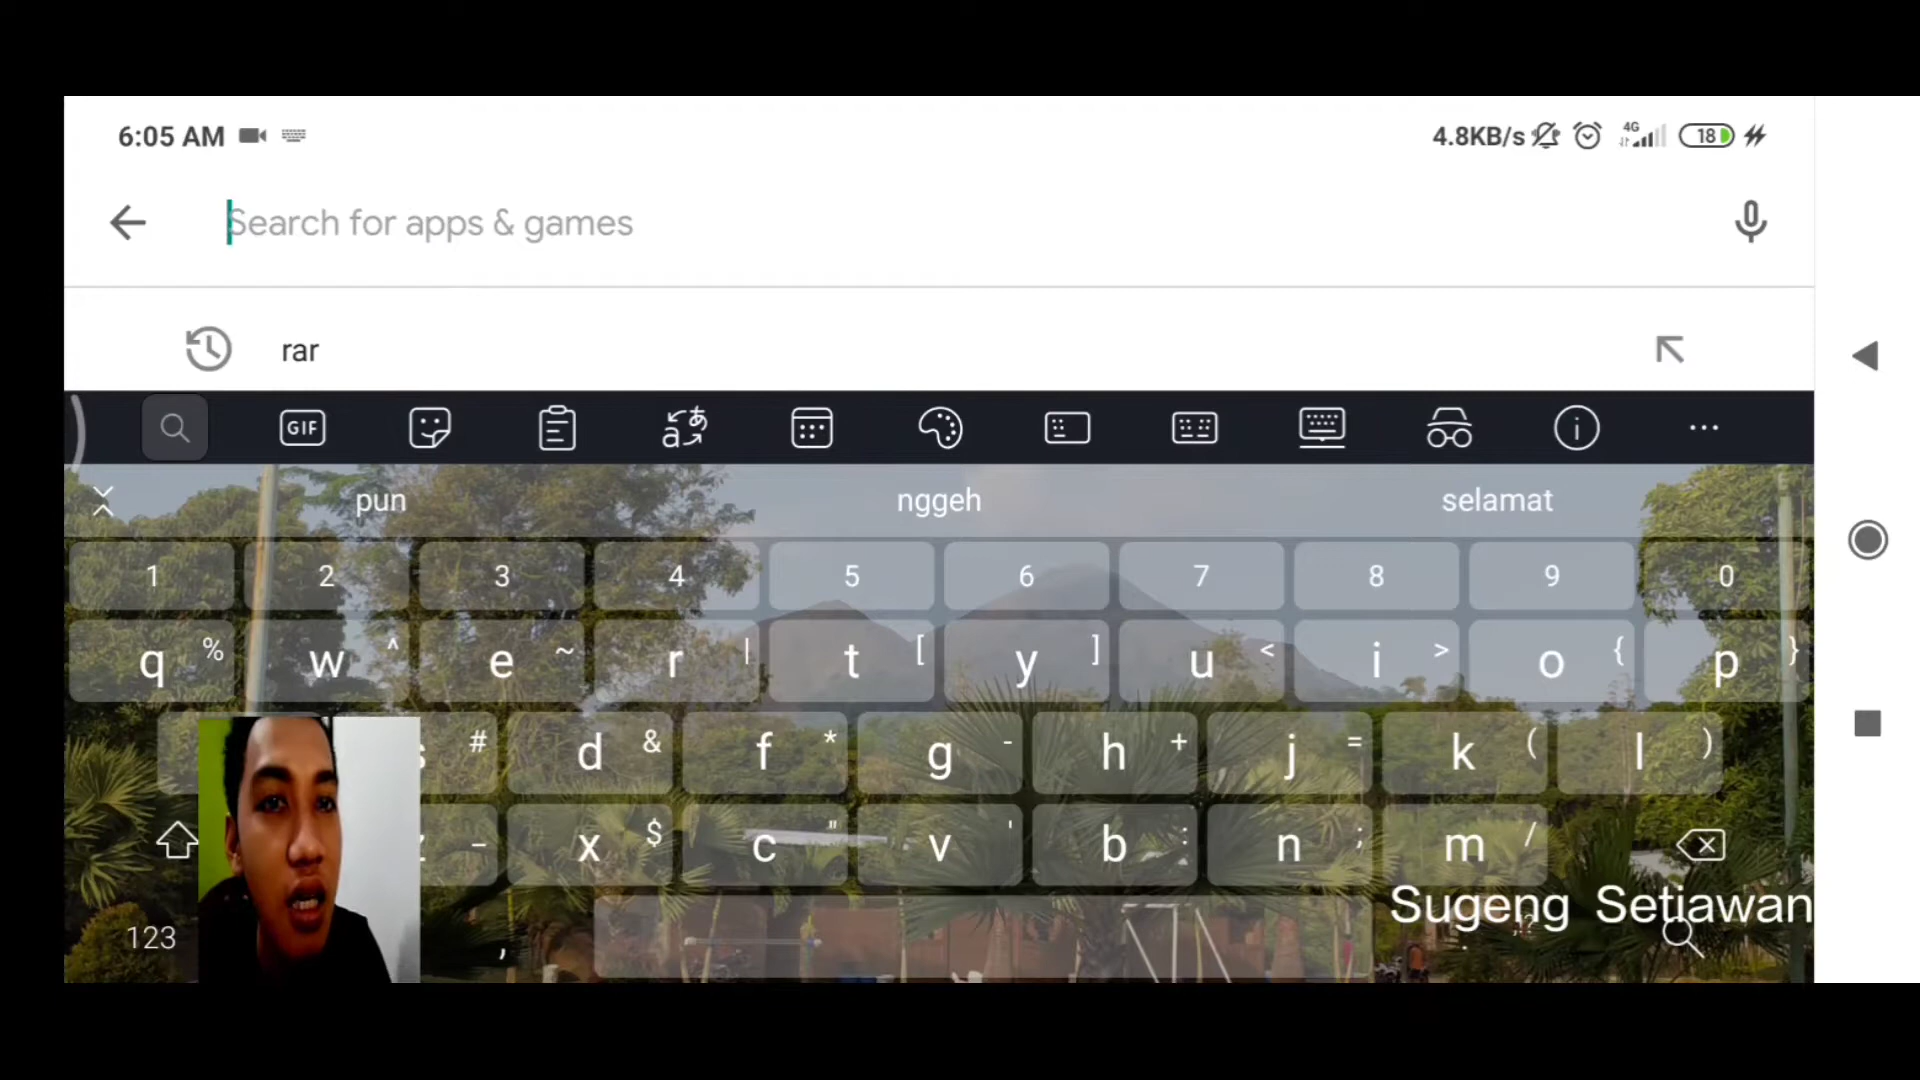 6:05 AM 4.8KB/s 4G 18
Search for apps & games
rar
GIF
pun nggeh selamat
1 2 3 4 5 6 7 8 9 0
q % w ^ e ~ r | t [ y ] u < i > o { p }
# d & f * g - h + j = k ( l )
z _ x $ c " v ' b : n ; m /
Sugeng Setiawan
123 ,